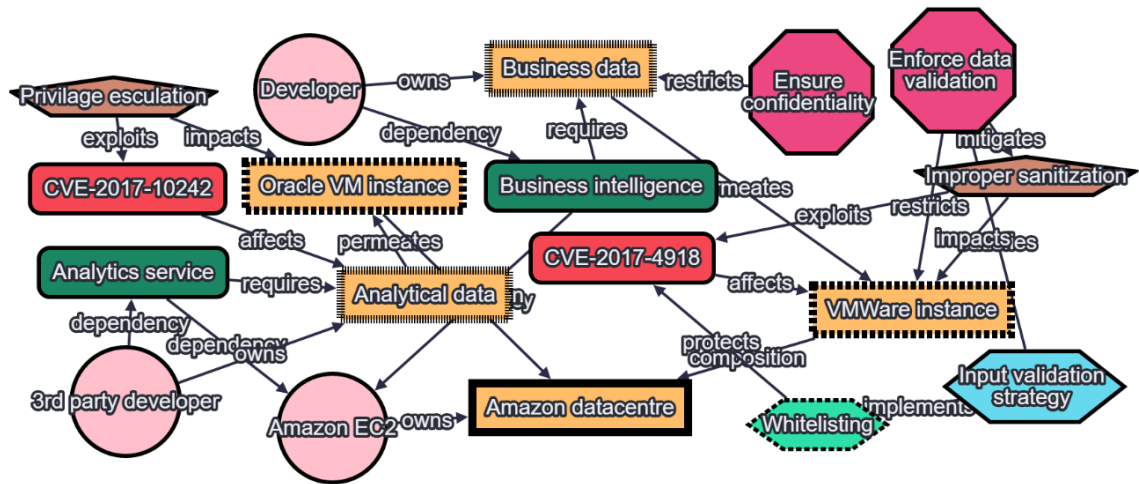 Developer
owns
Business data
restricts
Ensure
confidentiality
Enforce data
validation
Privilage esculation
exploits
impacts
dependency
requires
mitigates
CVE-2017-10242
Oracle VM instance
Business intelligence
meates
Improper sanitization
exploits
restricts
affects
permeates
CVE-2017-4918
impacts
Analytics service
requires
Analytical data
ny
affects
VMWare instance
dependency
dependency
owns
protects
composition
3rd party developer
Amazon EC2
owns
Amazon datacentre
Whitelisting
implements
Input validation
strategy